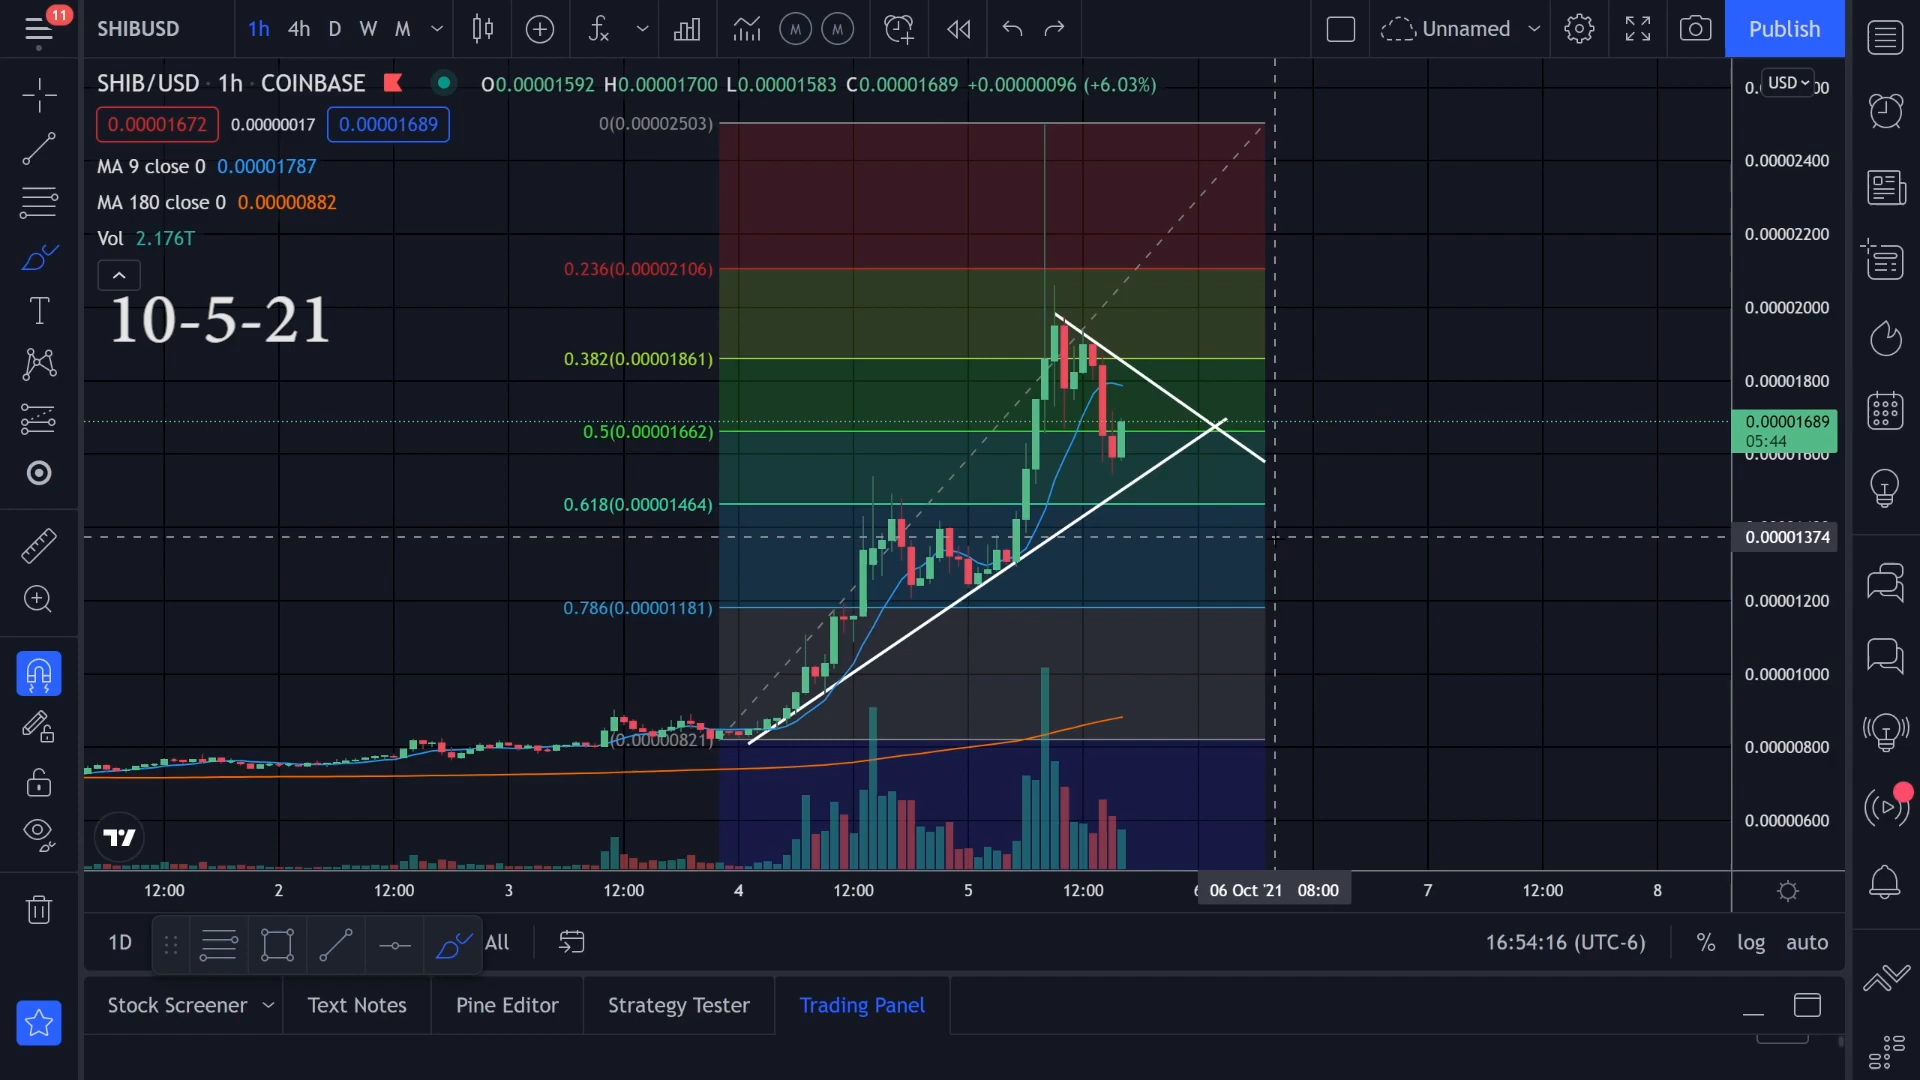 11
SHIBUSD 1h 4h D W M M M Unnamed Publish
SHIB/USD · 1h · COINBASE O0.00001592 H0.00001700 L0.00001583 C0.00001689 +0.00000096 (+6.03%)
0.00001672 0.00000017 0.00001689
MA 9 close 0 0.00001787
MA 180 close 0 0.00000882
Vol 2.176T
10-5-21
0(0.00002503)
0.236(0.00002106)
0.382(0.00001861)
0.5(0.00001662)
0.618(0.00001464)
0.786(0.00001181)
(0.00000821)
USD
0.00002400
0.00002200
0.00002000
0.00001800
0.00001689
05:44
0.00001600
0.00001374
0.00001200
0.00001000
0.00000800
0.00000600
12:00 2 12:00 3 12:00 4 12:00 5 12:00 06 Oct '21 08:00 7 12:00 8
1D All 16:54:16 (UTC-6) % log auto
Stock Screener Text Notes Pine Editor Strategy Tester Trading Panel